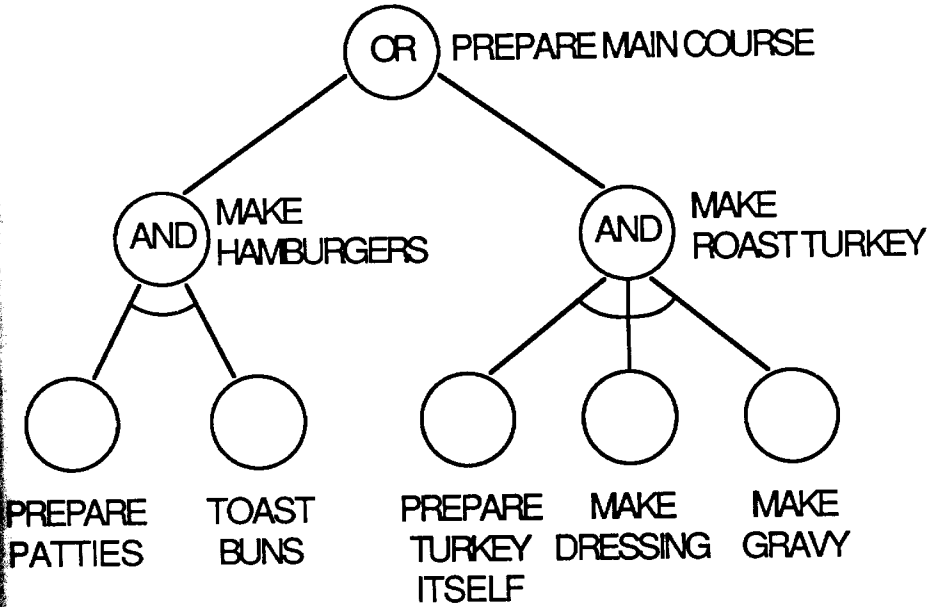 OR PREPARE MAIN COURSE
AND MAKE
HAMBURGERS
AND MAKE
ROAST TURKEY
PREPARE
PATTIES
TOAST
BUNS
PREPARE
TURKEY
ITSELF
MAKE
DRESSING
MAKE
GRAVY